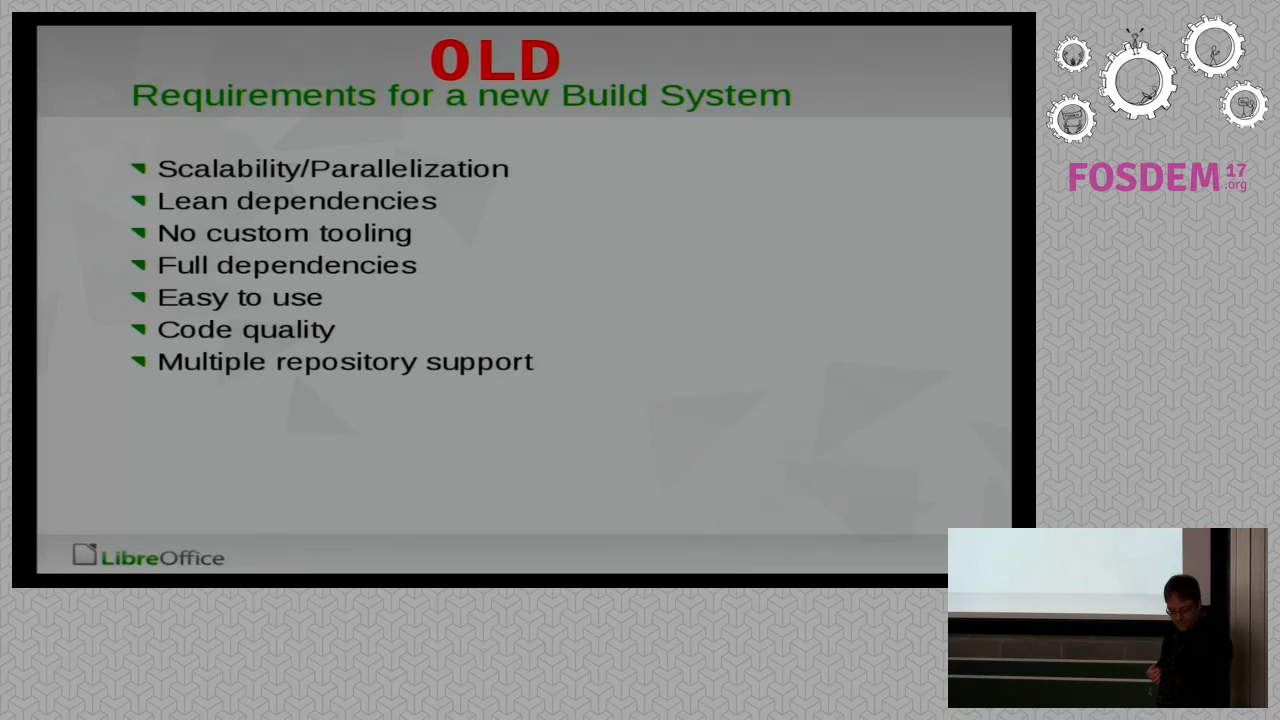 OLD
Requirements for a new Build System
Scalability/Parallelization
Lean dependencies
No custom tooling
Full dependencies
Easy to use
Code quality
Multiple repository support
LibreOffice
FOSDEM 17
.org